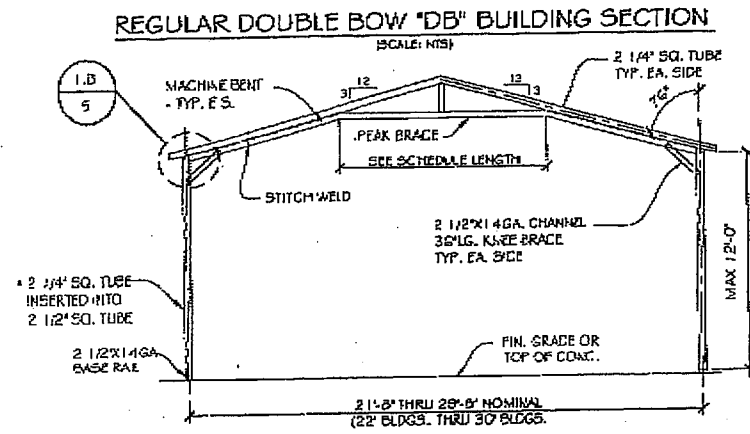 REGULAR DOUBLE BOW "DB" BUILDING SECTION
(SCALE: NTS)
1.B
5
MACHINE BENT
- TYP. E.S.
12
3
12
3
2 1/4" SQ. TUBE
TYP. EA. SIDE
76°
PEAK BRACE
SEE SCHEDULE LENGTH
STITCH WELD
2 1/2"X14GA. CHANNEL
36"LG. KNEE BRACE
TYP. EA. SIDE
MAX 12'-0"
2 1/4" SQ. TUBE
INSERTED INTO
2 1/2" SQ. TUBE
2 1/2"X14GA
BASE RAIL
FIN. GRADE OR
TOP OF CONC.
THRU NOMINAL
(22' BLDGS. THRU 30' BLDGS.